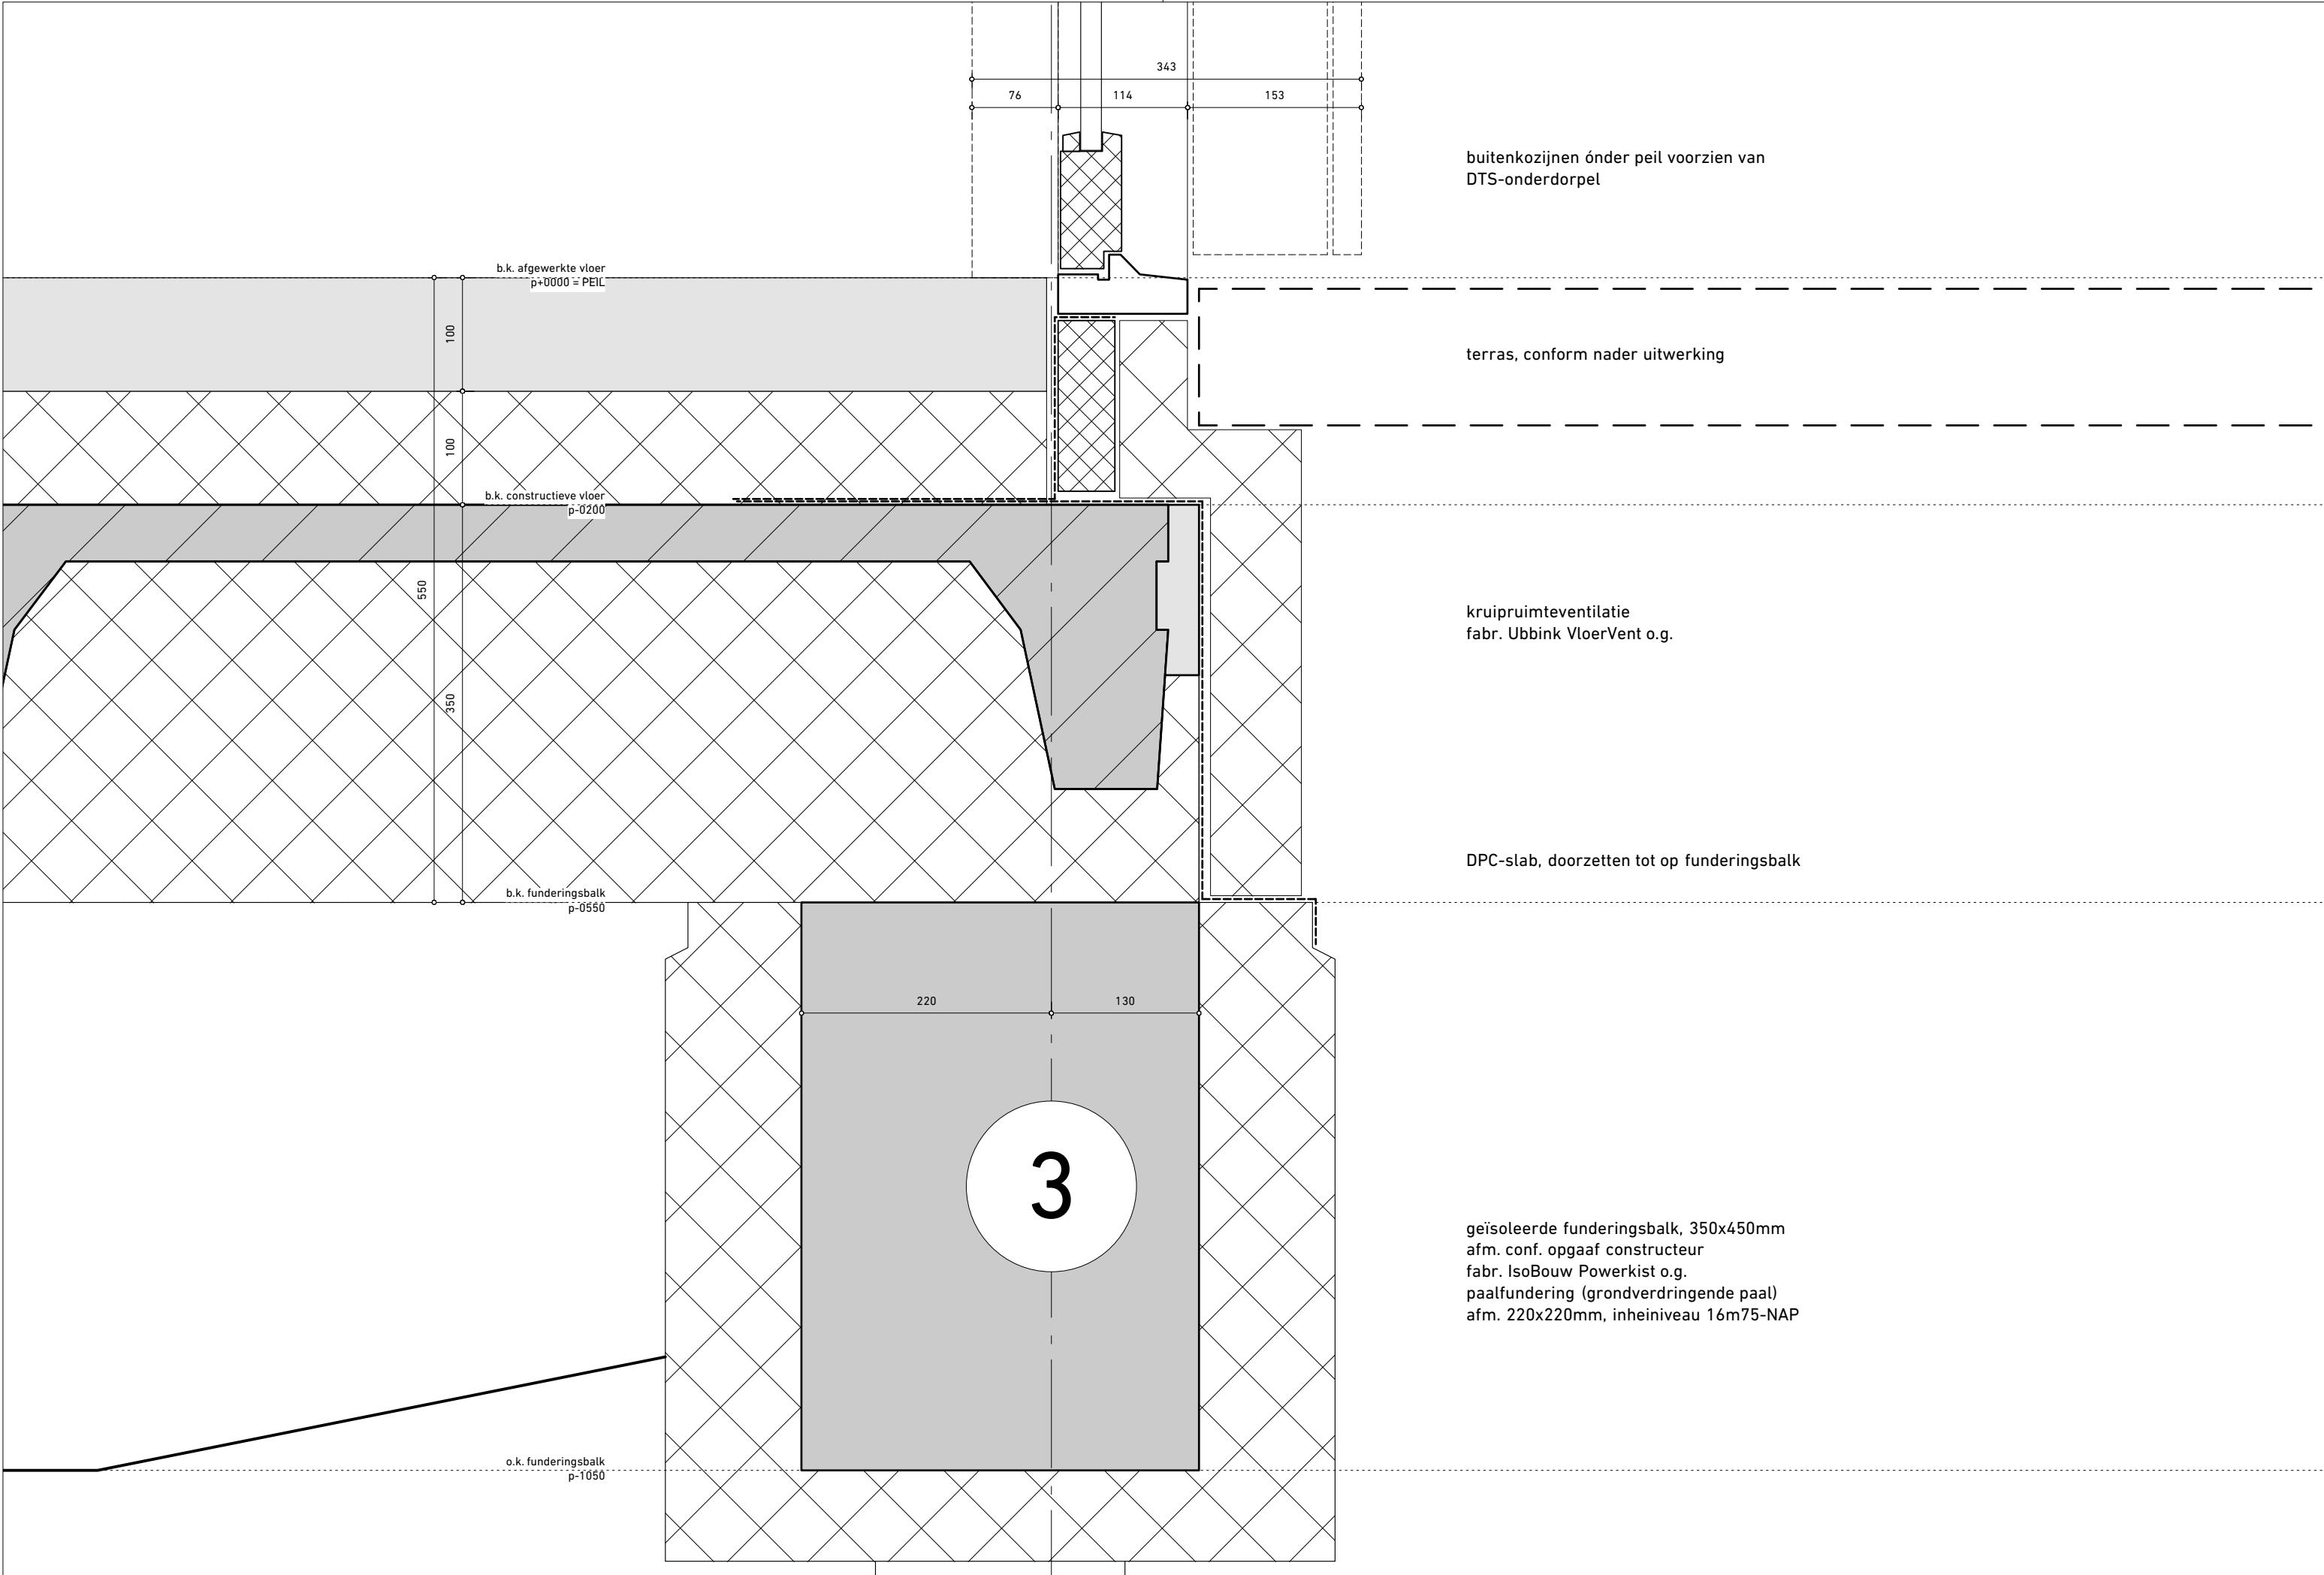 343
76
114
153
buitenkozijnen ónder peil voorzien van
DTS-onderdorpel
b.k. afgewerkte vloer
p+0000 = PEIL
100
terras, conform nader uitwerking
100
b.k. constructieve vloer
p-0200
550
kruipruimteventilatie
fabr. Ubbink VloerVent o.g.
350
DPC-slab, doorzetten tot op funderingsbalk
b.k. funderingsbalk
p-0550
220
130
3
geïsoleerde funderingsbalk, 350x450mm
afm. conf. opgaaf constructeur
fabr. IsoBouw Powerkist o.g.
paalfundering (grondverdringende paal)
afm. 220x220mm, inheiniveau 16m75-NAP
o.k. funderingsbalk
p-1050